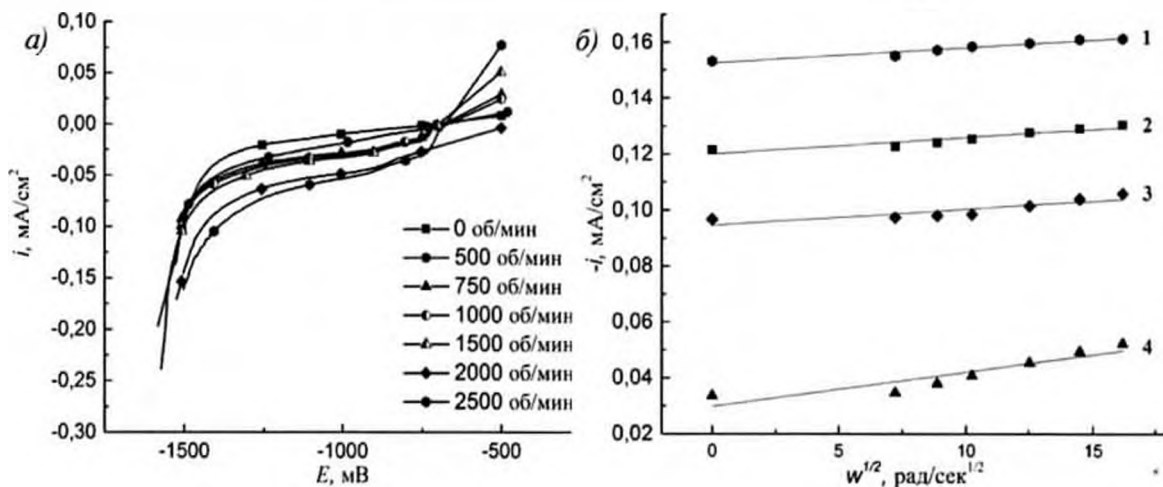 а)
0,10
0,05
0,00
-0,05
-0,10
-0,15
-0,20
-0,25
-0,30
i, мА/см²
-1500
-1000
-500
E, мВ
0 об/мин
500 об/мин
750 об/мин
1000 об/мин
1500 об/мин
2000 об/мин
2500 об/мин
б)
0,16
0,14
0,12
0,10
0,08
0,06
0,04
0,02
-i, мА/см²
0
5
10
15
w^1/2, рад/сек^1/2
1
2
3
4